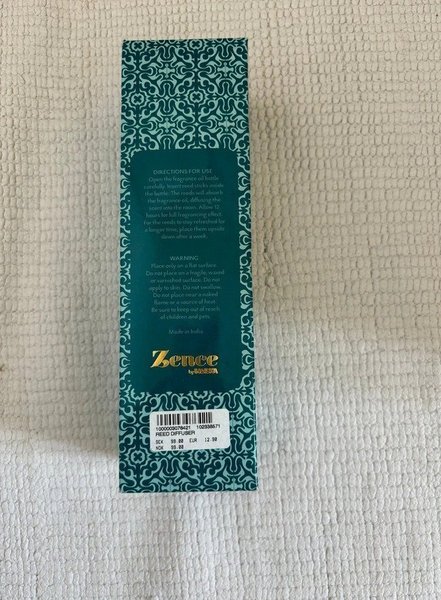 DIRECTIONS FOR USE
Open the fragrance oil bottle
carefully. Insert reed sticks inside
the bottle. The reeds will absorb
the fragrance oil, diffusing the
scent into the room. Allow 12
hours for full fragrancing effect.
For the reeds to stay refreshed for
a longer time, place them upside
down after a week.
WARNING
Place only on a flat surface.
Do not place on a fragile, waxed
or varnished surface. Do not
apply to skin. Do not swallow.
Do not place near a naked
flame or a source of heat.
Be sure to keep out of reach
of children and pets.
Made in India
Zence
by
REED DIFFUSER
SEK 99.00 EUR 12.90
NOK 99.00